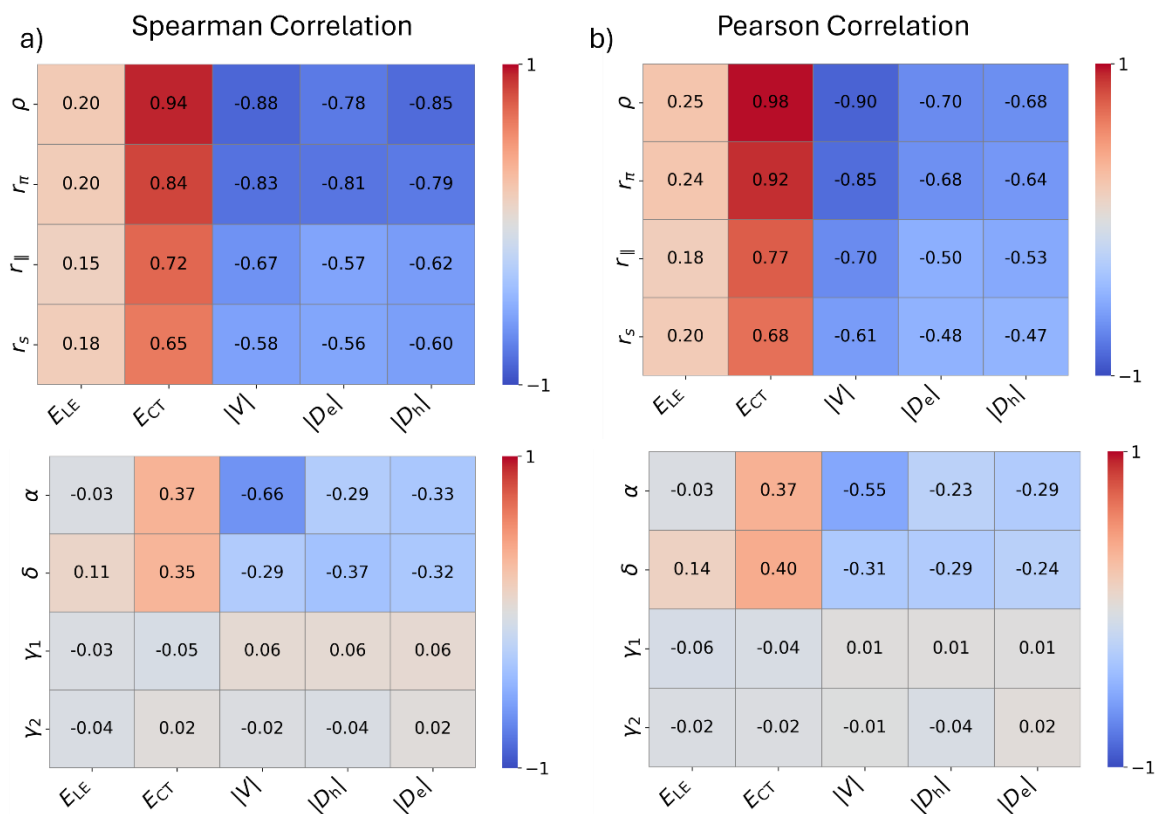 a)
Spearman Correlation
ρ 0.20 0.94 -0.88 -0.78 -0.85
r_π 0.20 0.84 -0.83 -0.81 -0.79
r_∥ 0.15 0.72 -0.67 -0.57 -0.62
r_s 0.18 0.65 -0.58 -0.56 -0.60
E_LE E_CT |V| |D_e| |D_h|
1
-1
α -0.03 0.37 -0.66 -0.29 -0.33
δ 0.11 0.35 -0.29 -0.37 -0.32
γ_1 -0.03 -0.05 0.06 0.06 0.06
γ_2 -0.04 0.02 -0.02 -0.04 0.02
E_LE E_CT |V| |D_h| |D_e|
1
-1
b)
Pearson Correlation
ρ 0.25 0.98 -0.90 -0.70 -0.68
r_π 0.24 0.92 -0.85 -0.68 -0.64
r_∥ 0.18 0.77 -0.70 -0.50 -0.53
r_s 0.20 0.68 -0.61 -0.48 -0.47
E_LE E_CT |V| |D_e| |D_h|
1
-1
α -0.03 0.37 -0.55 -0.23 -0.29
δ 0.14 0.40 -0.31 -0.29 -0.24
γ_1 -0.06 -0.04 0.01 0.01 0.01
γ_2 -0.02 -0.02 -0.01 -0.04 0.02
E_LE E_CT |V| |D_h| |D_e|
1
-1